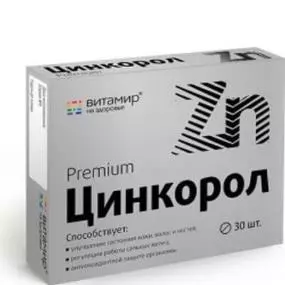 витамир®
на здоровье
Zn
Premium
Цинкорол
30 шт.
Способствует:
улучшению состояния кожи, волос и ногтей,
регуляции работы сальных желез,
антиоксидантной защите организма